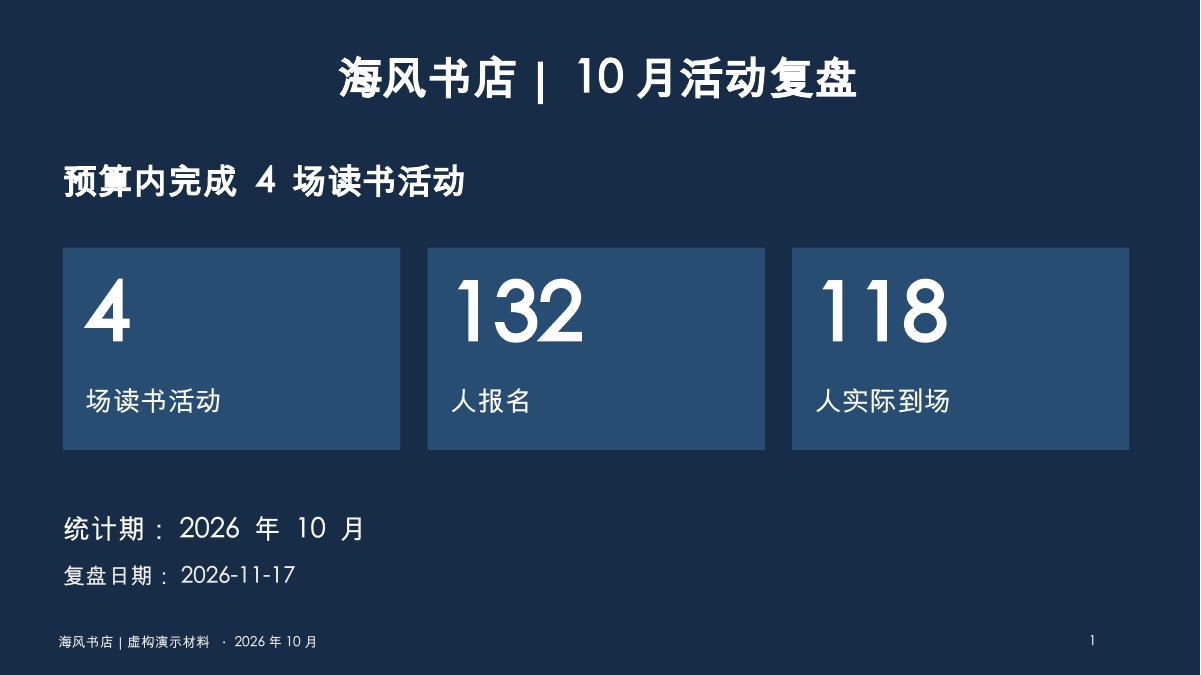 海风书店 | 10 月活动复盘
预算内完成 4 场读书活动
4
场读书活动
132
人报名
118
人实际到场
统计期：2026 年 10 月
复盘日期：2026-11-17
海风书店 | 虚构演示材料 · 2026 年 10 月
1